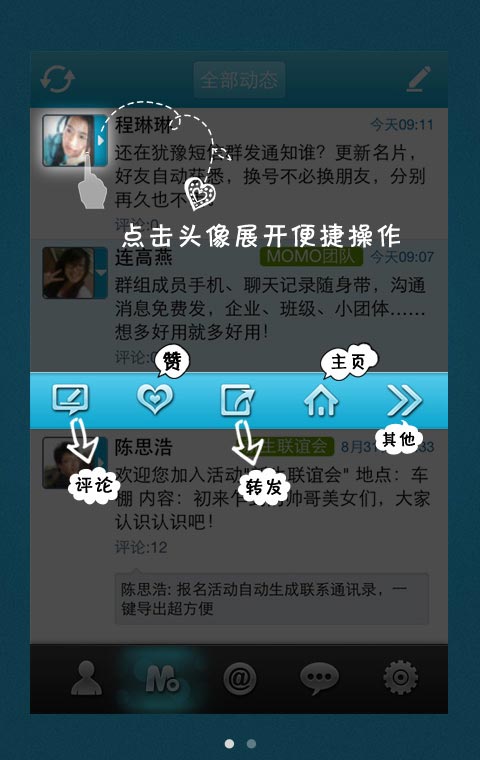 全部动态
程琳琳 今天09:11
还在犹豫短信群发通知谁？更新名片，
好友自动获悉，换号不必换朋友，分别
再久也不
评论:0
点击头像展开便捷操作
连高燕 MOMO团队 今天09:07
群组成员手机、聊天记录随身带，沟通
消息免费发，企业、班级、小团体……
想多好用就多好用！
评论:0
赞 主页
其他
评论 转发
陈思浩 生联谊会 8月3 33
欢迎您加入活动" 生联谊会" 地点：车
棚 内容：初来乍 帅哥美女们，大家
认识认识吧！
评论:12
陈思浩: 报名活动自动生成联系通讯录，一
键导出超方便
M
@